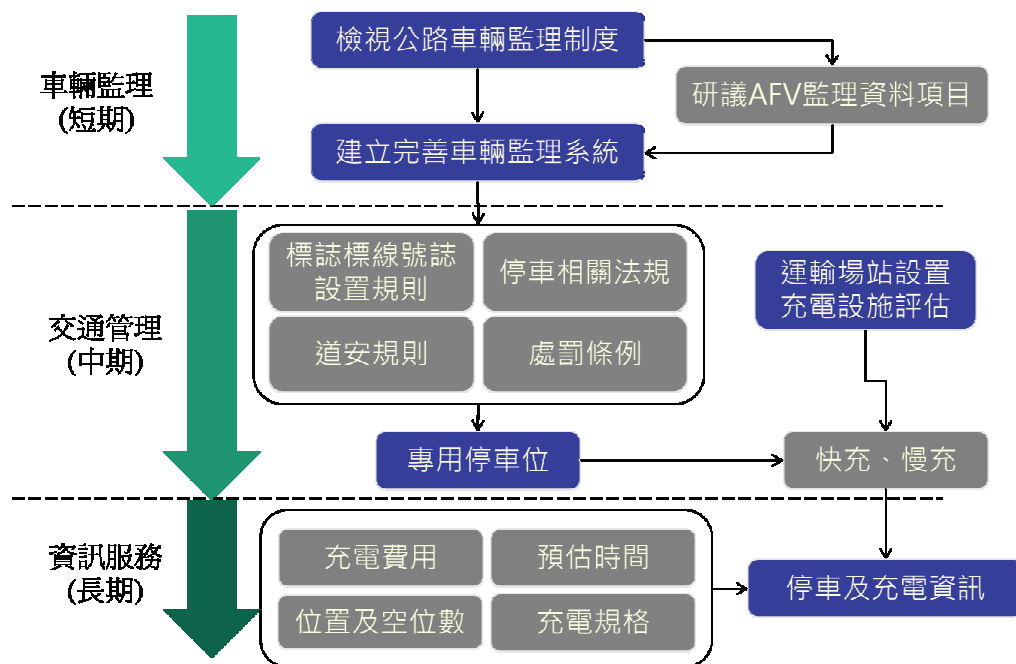 檢視公路車輛監理制度
車輛監理
(短期)
研議AFV監理資料項目
建立完善車輛監理系統
標誌標線號誌
設置規則
停車相關法規
運輸場站設置
充電設施評估
交通管理
(中期)
道安規則
處罰條例
專用停車位
快充、慢充
資訊服務
(長期)
充電費用
預估時間
停車及充電資訊
位置及空位數
充電規格